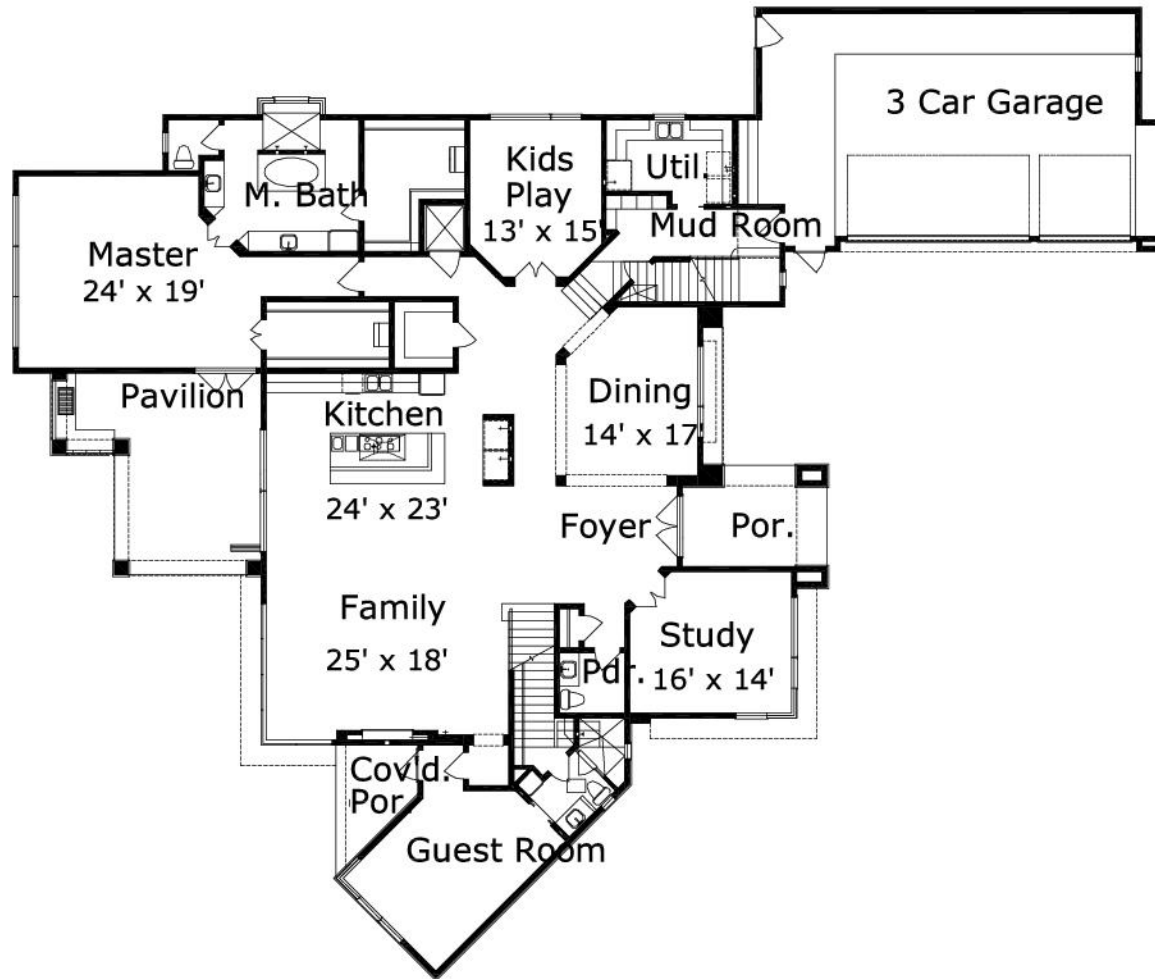 3 Car Garage
Kids
Play
13' x 15'
Util.
M. Bath
Mud Room
Master
24' x 19'
Pavilion
Kitchen
24' x 23'
Dining
14' x 17'
Foyer
Por.
Family
25' x 18'
Study
16' x 14'
Pd .
Cov'd.
Por.
Guest Room